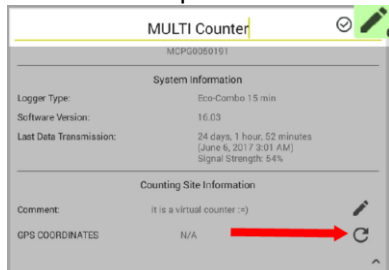 MULTI Counter
MCPG0050191
System Information
Logger Type: Eco-Combo 15 min
Software Version: 16.03
Last Data Transmission: 24 days, 1 hour, 52 minutes
(June 6, 2017 3:01 AM)
Signal Strength: 54%
Counting Site Information
Comment: it is a virtual counter :=)
GPS COORDINATES N/A